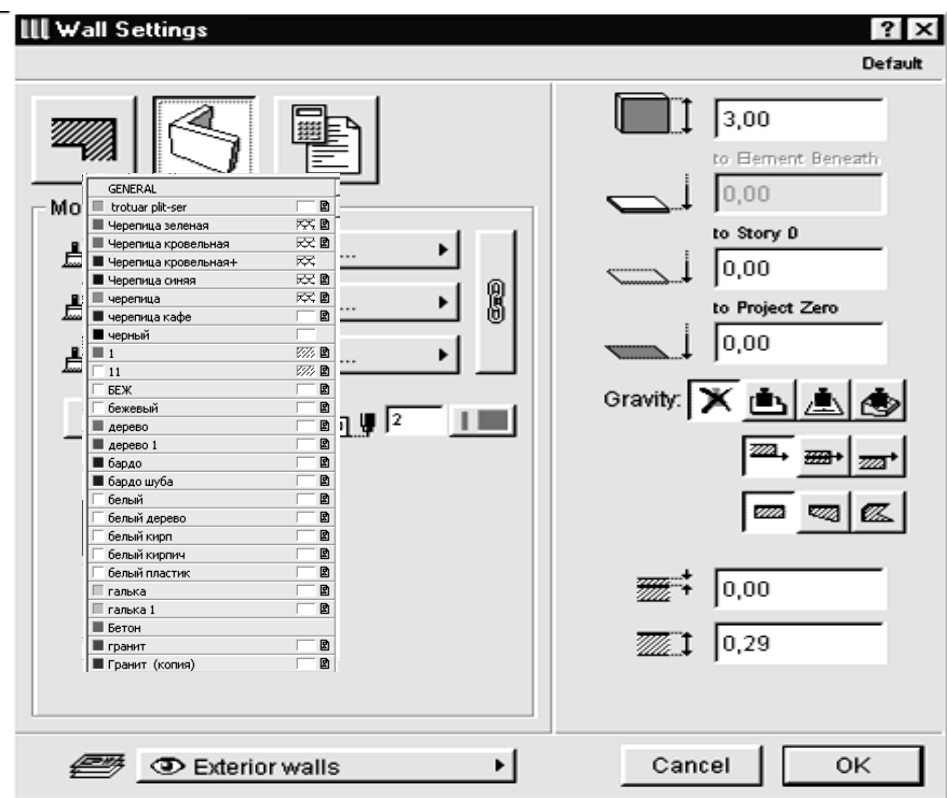 Wall Settings
Default
3,00
to Element Beneath
0,00
to Story 0
0,00
to Project Zero
0,00
Gravity:
0,00
0,29
Mo
...
...
...
2
GENERAL
trotuar plit-ser
Черепица зеленая
Черепица кровельная
Черепица кровельная+
Черепица синяя
черепица
черепица кафе
черный
1
11
БЕЖ
бежевый
дерево
дерево 1
бардо
бардо шуба
белый
белый дерево
белый кирп
белый кирпич
белый пластик
галька
галька 1
Бетон
гранит
Гранит (копия)
Exterior walls
Cancel
OK